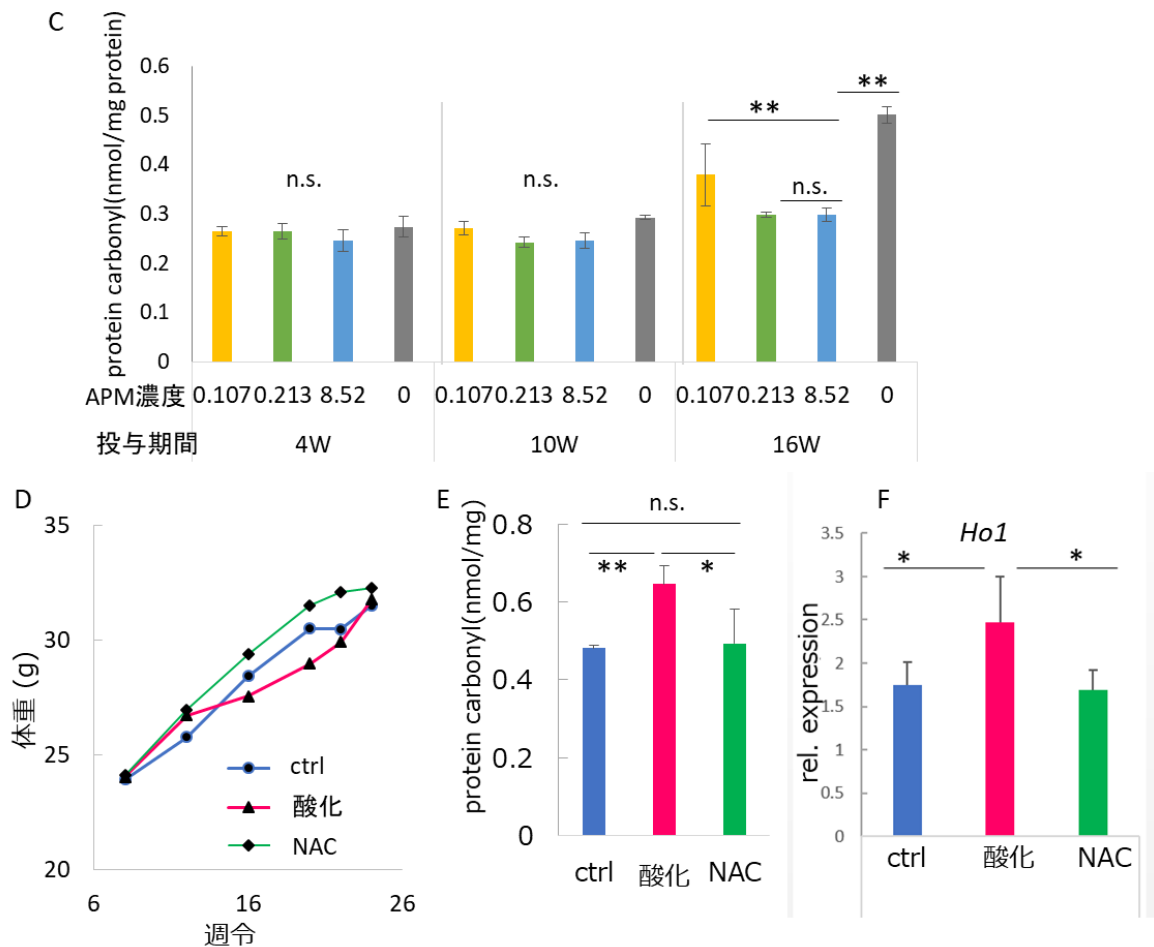 C
protein carbonyl(nmol/mg protein)
0.6
0.5
0.4
0.3
0.2
0.1
0
n.s.
n.s.
**
**
n.s.
APM濃度 0.107 0.213 8.52 0 0.107 0.213 8.52 0 0.107 0.213 8.52 0
投与期間 4W 10W 16W
D
体重 (g)
35
30
25
20
6 16 26
週令
ctrl
酸化
NAC
E
protein carbonyl(nmol/mg)
0.8
0.6
0.4
0.2
0
n.s.
** *
ctrl 酸化 NAC
F
Ho1
rel. expression
3.5
3
2.5
2
1.5
1
0.5
0
* *
ctrl 酸化 NAC